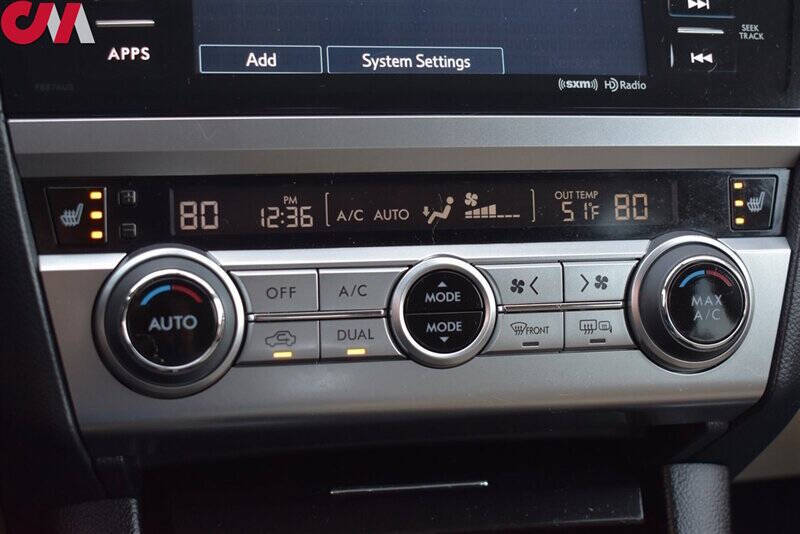 CM
APPS
Add
System Settings
SEEK
TRACK
((sxm))
HD Radio
80
PM
12:36
A/C AUTO
OUT TEMP
51°F
80
AUTO
OFF
A/C
DUAL
MODE
MODE
FRONT
MAX
A/C